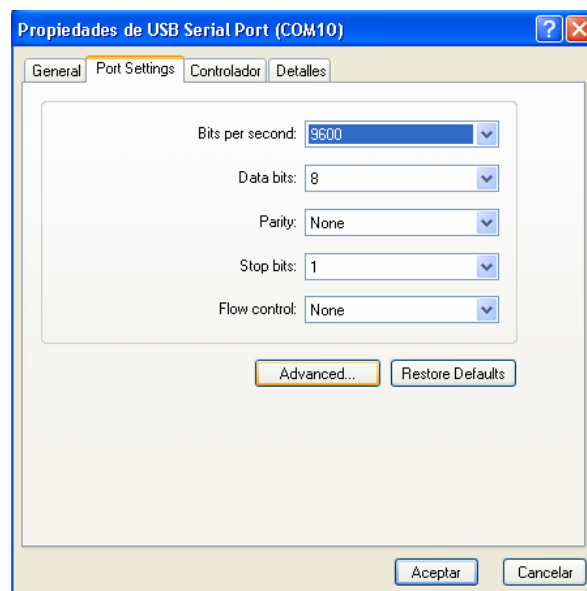 Propiedades de USB Serial Port (COM10)
General Port Settings Controlador Detalles
Bits per second: 9600
Data bits: 8
Parity: None
Stop bits: 1
Flow control: None
Advanced... Restore Defaults
Aceptar Cancelar